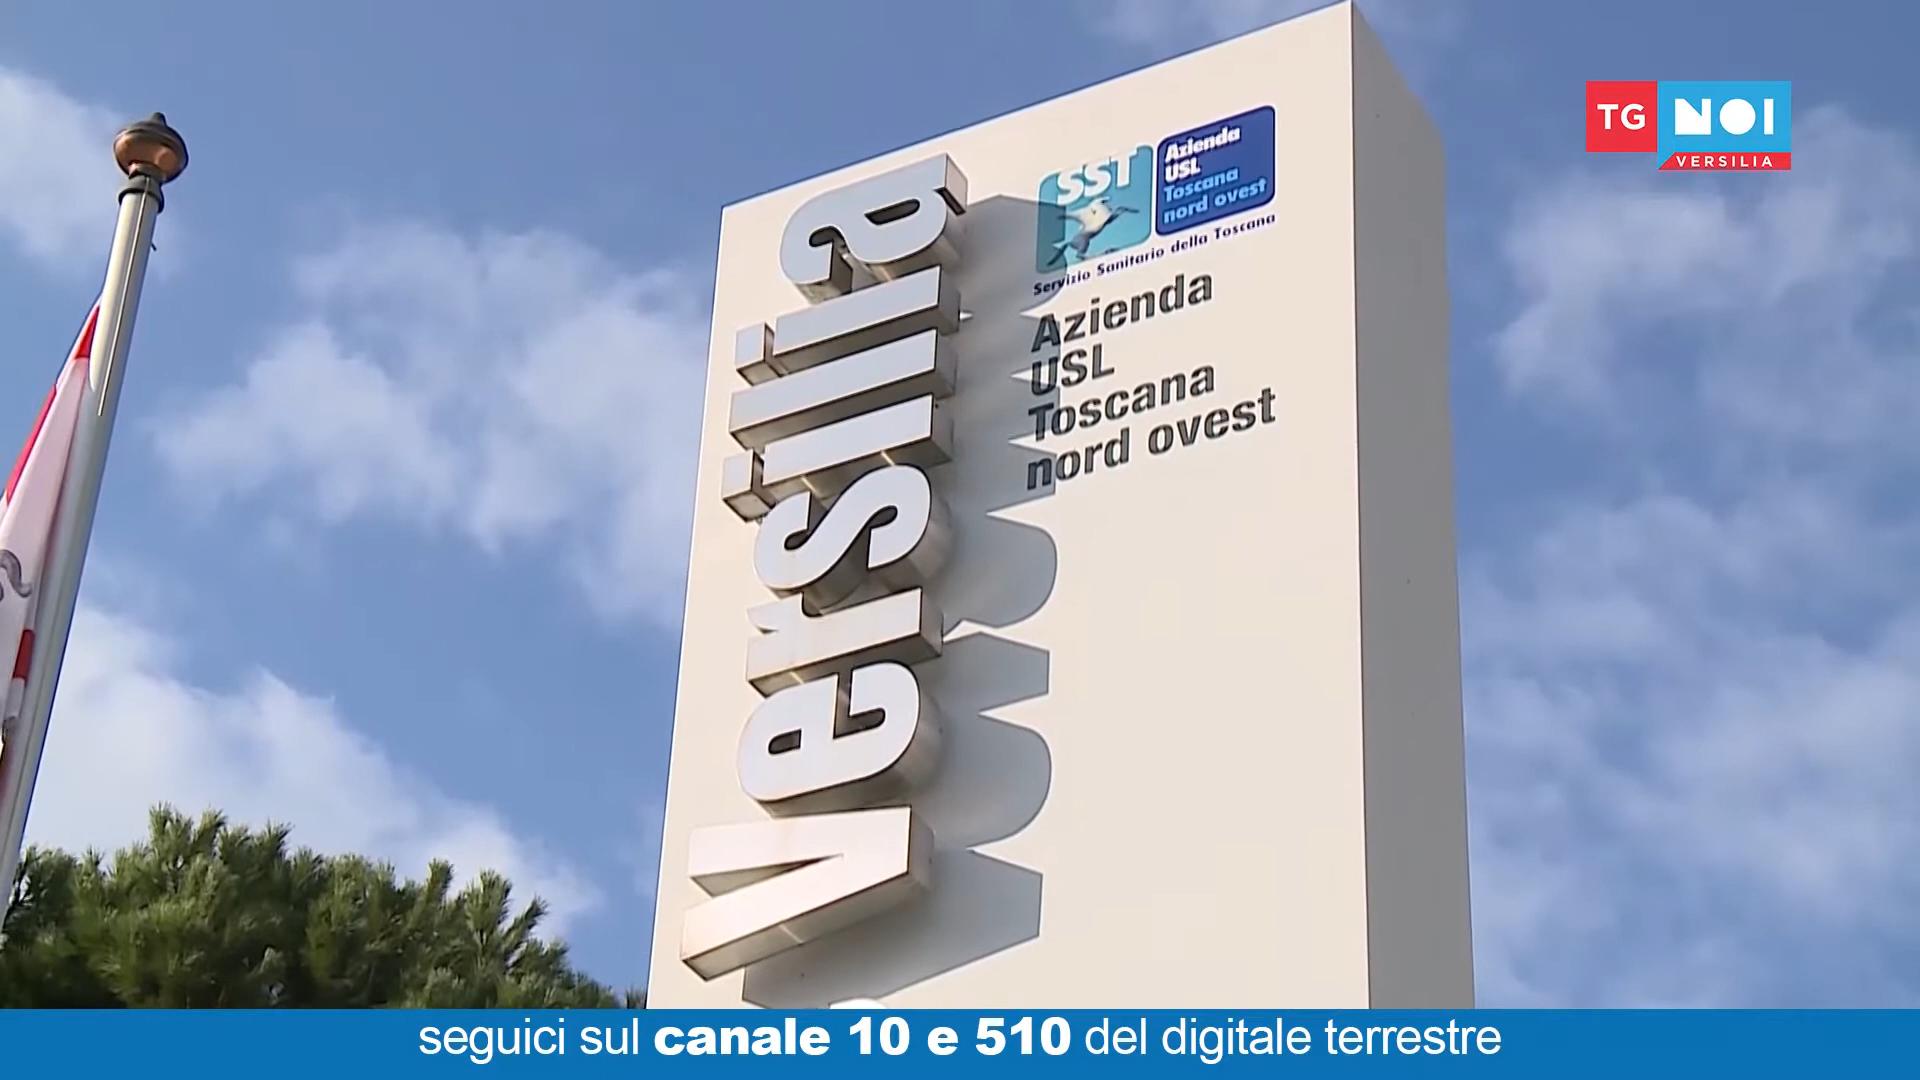 TG NOI
VERSILIA
SST
Azienda
USL
Toscana
nord ovest
Servizio Sanitario della Toscana
Azienda
USL
Toscana
nord ovest
Versilia
seguici sul canale 10 e 510 del digitale terrestre